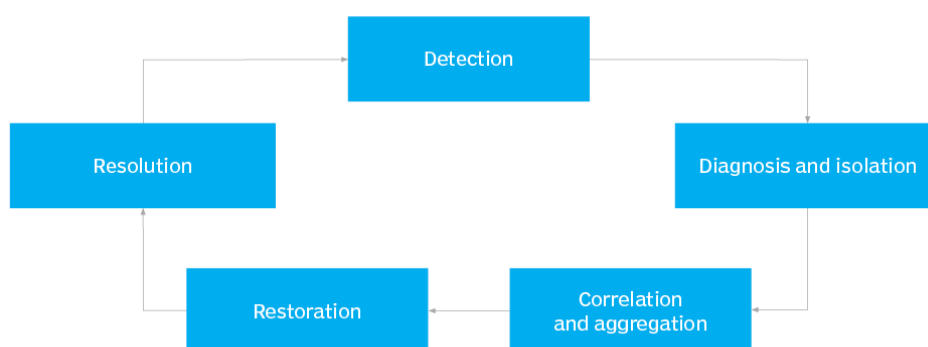 Detection
Diagnosis and isolation
Correlation
and aggregation
Restoration
Resolution